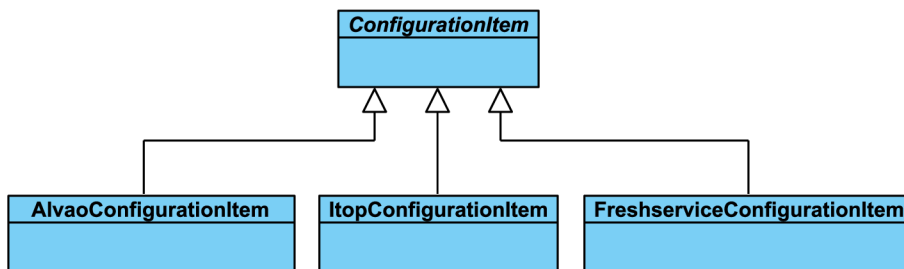 ConfigurationItem
AlvaoConfigurationItem
ItopConfigurationItem
FreshserviceConfigurationItem